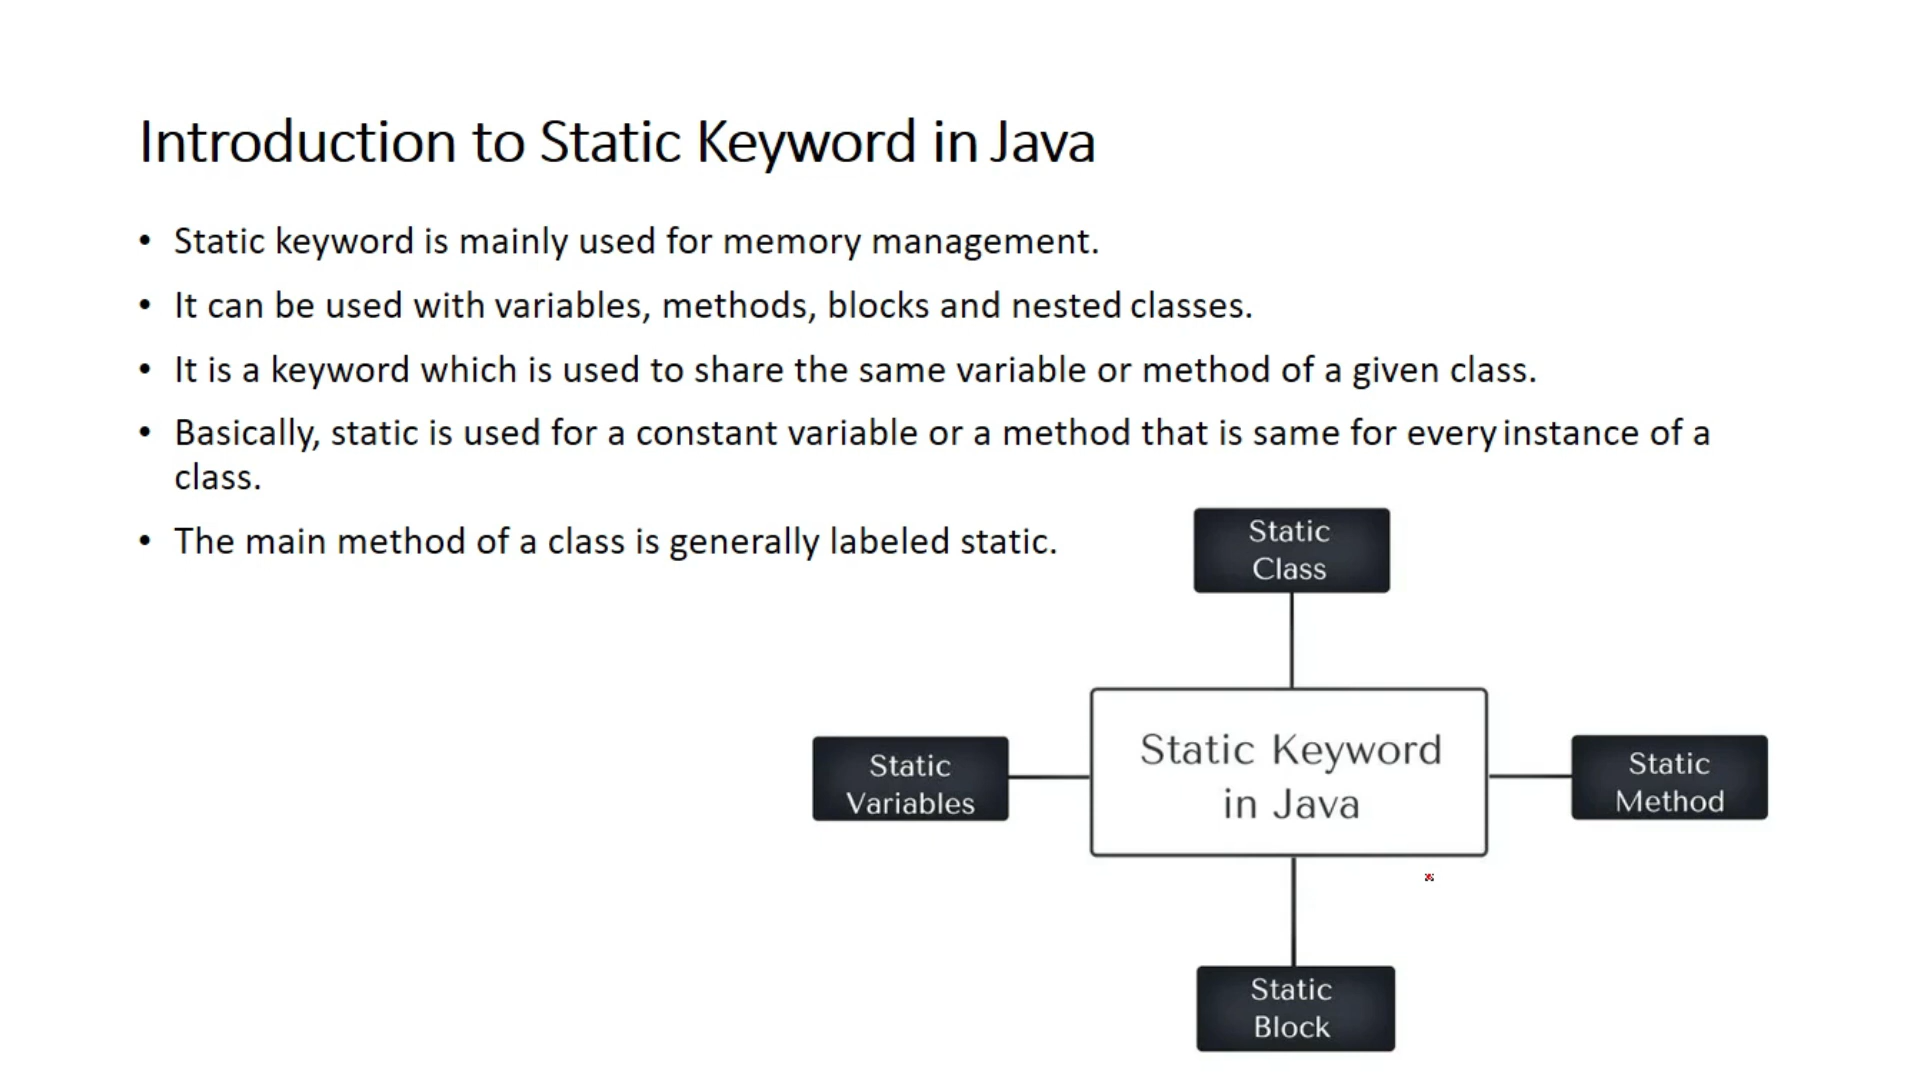 Introduction to Static Keyword in Java
• Static keyword is mainly used for memory management.
• It can be used with variables, methods, blocks and nested classes.
• It is a keyword which is used to share the same variable or method of a given class.
• Basically, static is used for a constant variable or a method that is same for every instance of a
class.
• The main method of a class is generally labeled static.
Static
Class
Static
Variables
Static Keyword
in Java
Static
Method
Static
Block